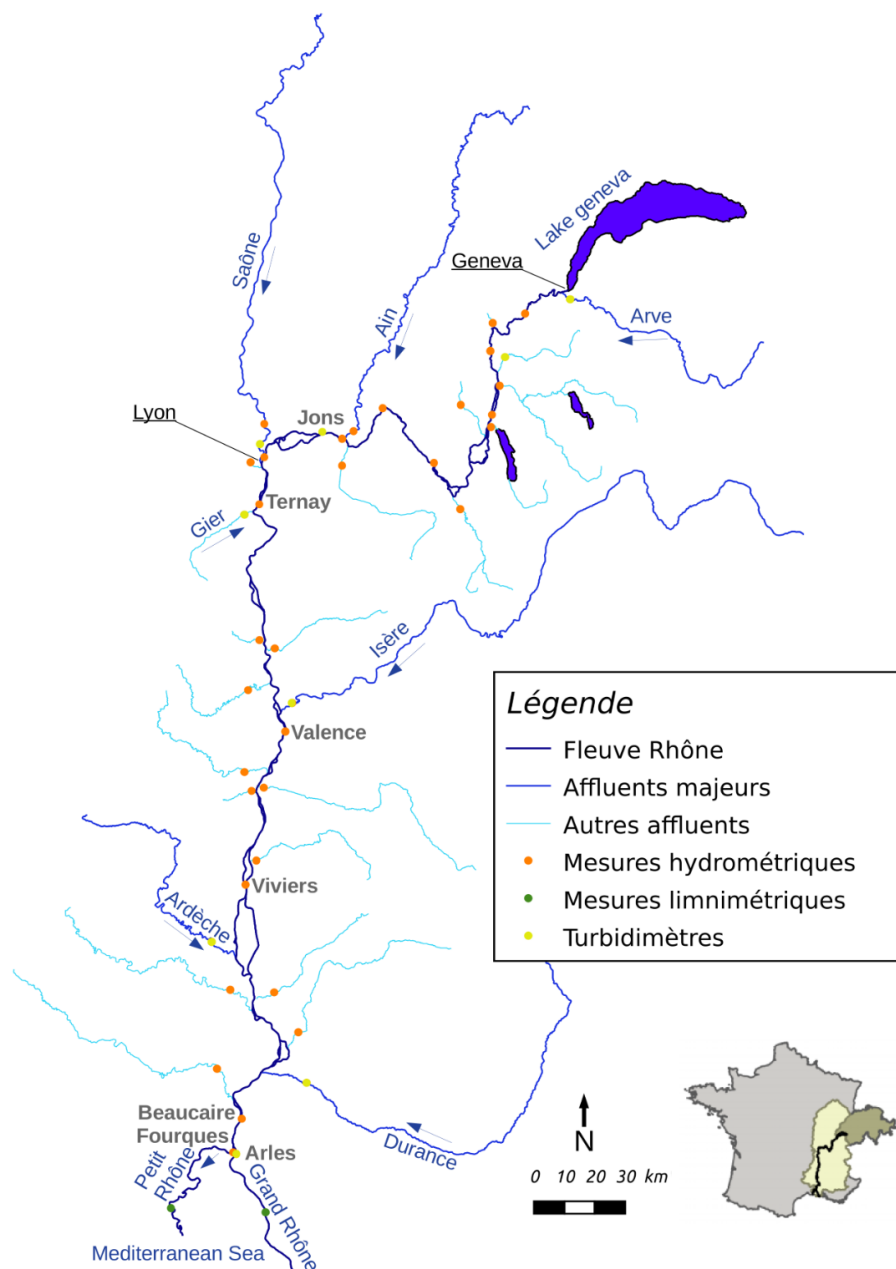 Lake geneva
Saône
Geneva
Ain
Arve
Lyon
Jons
Ternay
Gier
Isère
Valence
Légende
Fleuve Rhône
Affluents majeurs
Autres affluents
Mesures hydrométriques
Mesures limnimétriques
Turbidimètres
Viviers
Ardèche
Beaucaire
Fourques
Arles
Durance
N
0 10 20 30 km
Petit
Rhône
Grand Rhône
Mediterranean Sea